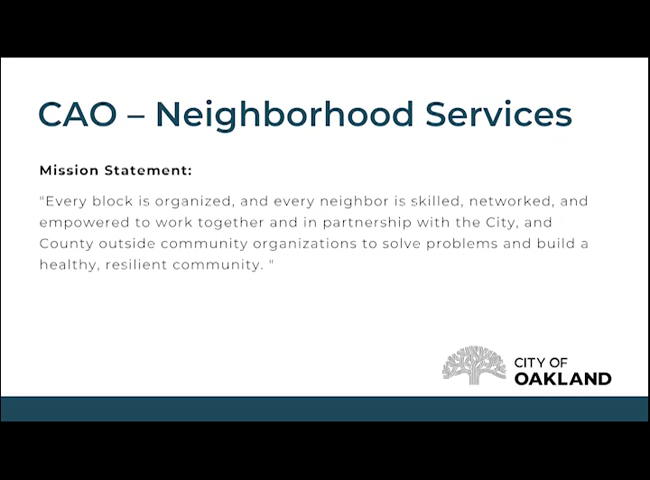 CAO – Neighborhood Services
Mission Statement:
"Every block is organized, and every neighbor is skilled, networked, and
empowered to work together and in partnership with the City, and
County outside community organizations to solve problems and build a
healthy, resilient community. "
CITY OF
OAKLAND